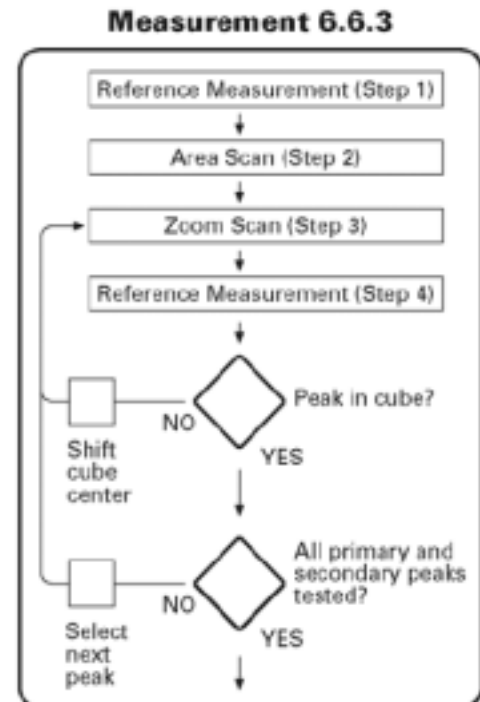 Measurement 6.6.3
Reference Measurement (Step 1)
Area Scan (Step 2)
Zoom Scan (Step 3)
Reference Measurement (Step 4)
Peak in cube?
NO
Shift
cube
center
YES
All primary and
secondary peaks
tested?
NO
Select
next
peak
YES